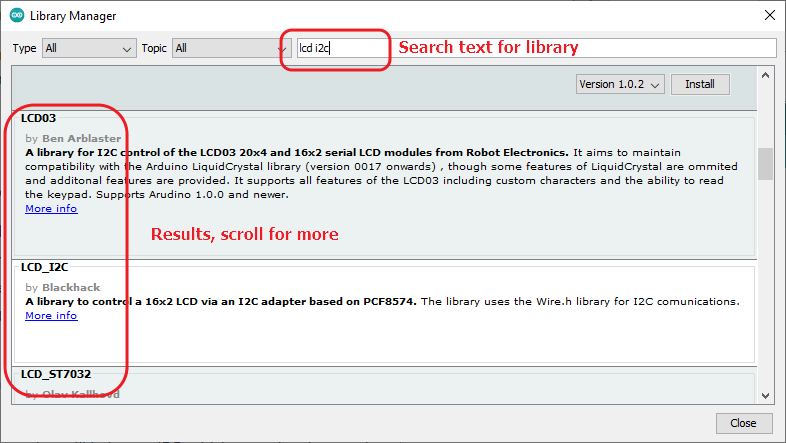 Library Manager
Type All Topic All lcd i2c Search text for library
Version 1.0.2 Install
LCD03
by Ben Arblaster
A library for I2C control of the LCD03 20x4 and 16x2 serial LCD modules from Robot Electronics. It aims to maintain
compatibility with the Arduino LiquidCrystal library (version 0017 onwards) , though some features of LiquidCrystal are ommited
and additonal features are provided. It supports all features of the LCD03 including custom characters and the ability to read
the keypad. Supports Arudino 1.0.0 and newer.
More info
Results, scroll for more
LCD_I2C
by Blackhack
A library to control a 16x2 LCD via an I2C adapter based on PCF8574. The library uses the Wire.h library for I2C comunications.
More info
LCD_ST7032
by Olav Kallhovd
Close